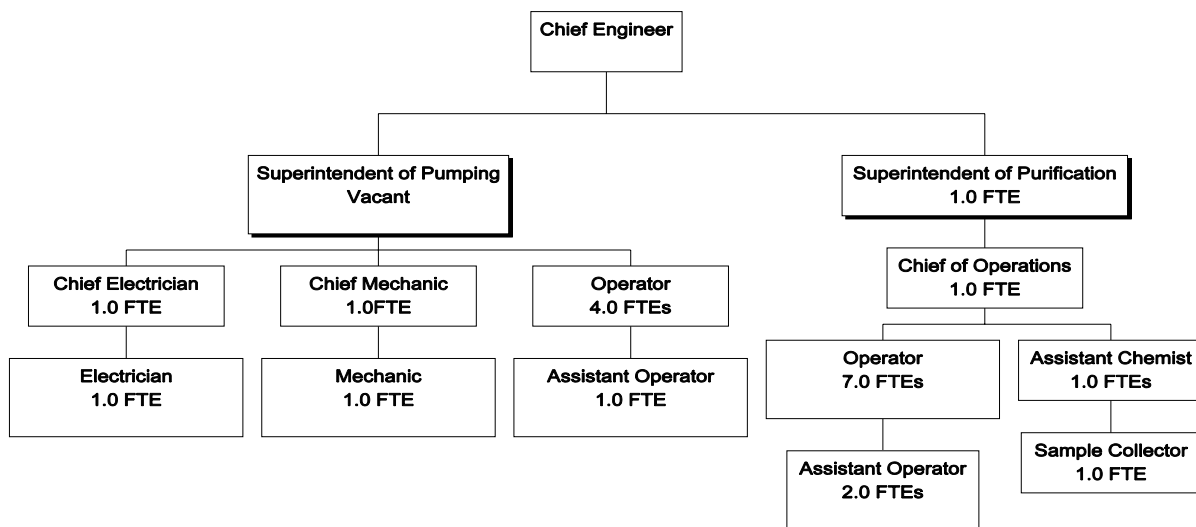 Chief Engineer
Superintendent of Pumping
Vacant
Superintendent of Purification
1.0 FTE
Chief Electrician
1.0 FTE
Chief Mechanic
1.0FTE
Operator
4.0 FTEs
Chief of Operations
1.0 FTE
Electrician
1.0 FTE
Mechanic
1.0 FTE
Assistant Operator
1.0 FTE
Operator
7.0 FTEs
Assistant Chemist
1.0 FTEs
Assistant Operator
2.0 FTEs
Sample Collector
1.0 FTE